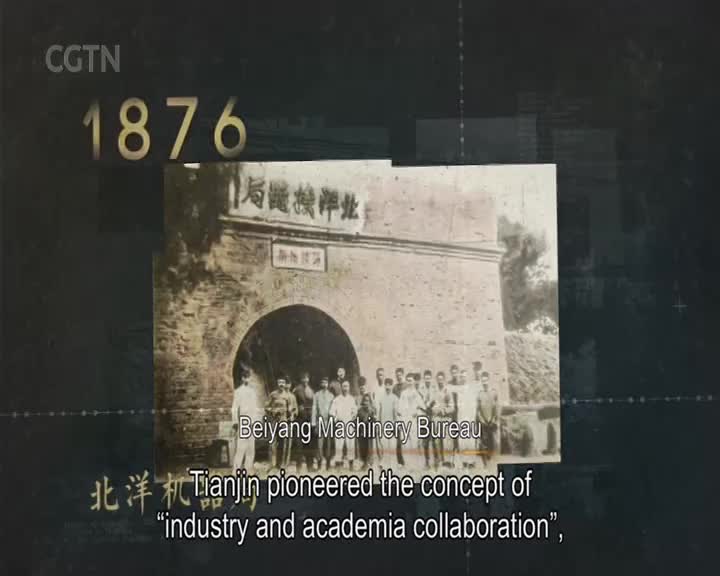 CGTN
1876
北洋機器局
Beiyang Machinery Bureau
北洋机器局
Tianjin pioneered the concept of
“industry and academia collaboration”,